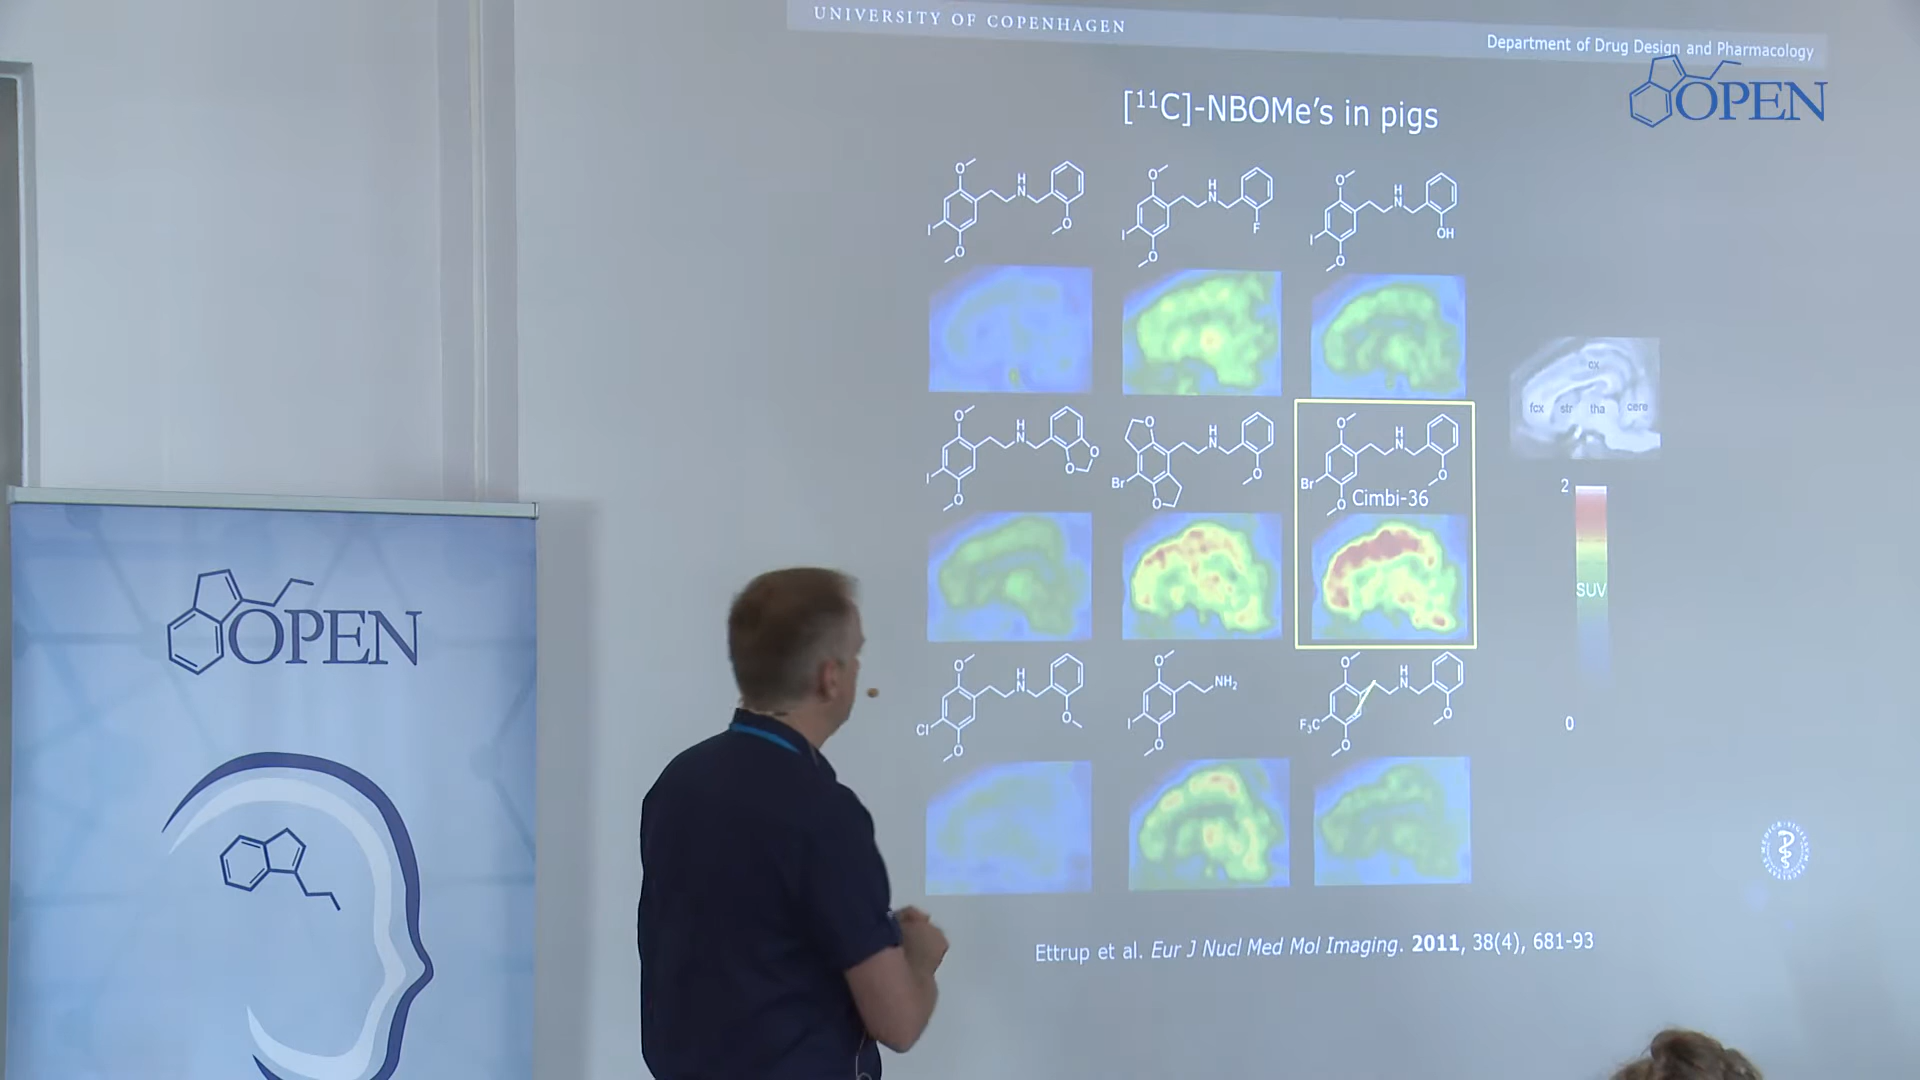 UNIVERSITY OF COPENHAGEN
Department of Drug Design and Pharmacology
OPEN
[¹¹C]-NBOMe's in pigs
O H N I O O
O H N I O F
O H N I O OH
cx
fcx str tha cere
O H N I O O O
O H N Br O O
O H N Br O O
Cimbi-36
2
SUV
0
O H N Cl O O
O NH₂ I O
O H N F₃C O O
Ettrup et al. Eur J Nucl Med Mol Imaging. 2011, 38(4), 681-93
OPEN